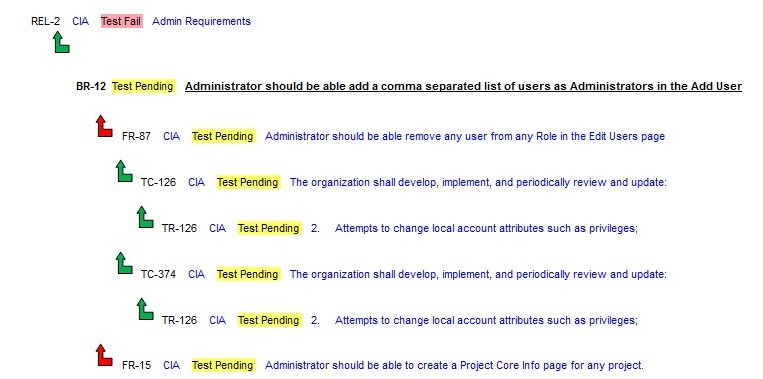 REL-2 CIA Test Fail Admin Requirements
BR-12 Test Pending Administrator should be able add a comma separated list of users as Administrators in the Add User
FR-87 CIA Test Pending Administrator should be able remove any user from any Role in the Edit Users page
TC-126 CIA Test Pending The organization shall develop, implement, and periodically review and update:
TR-126 CIA Test Pending 2. Attempts to change local account attributes such as privileges;
TC-374 CIA Test Pending The organization shall develop, implement, and periodically review and update:
TR-126 CIA Test Pending 2. Attempts to change local account attributes such as privileges;
FR-15 CIA Test Pending Administrator should be able to create a Project Core Info page for any project.